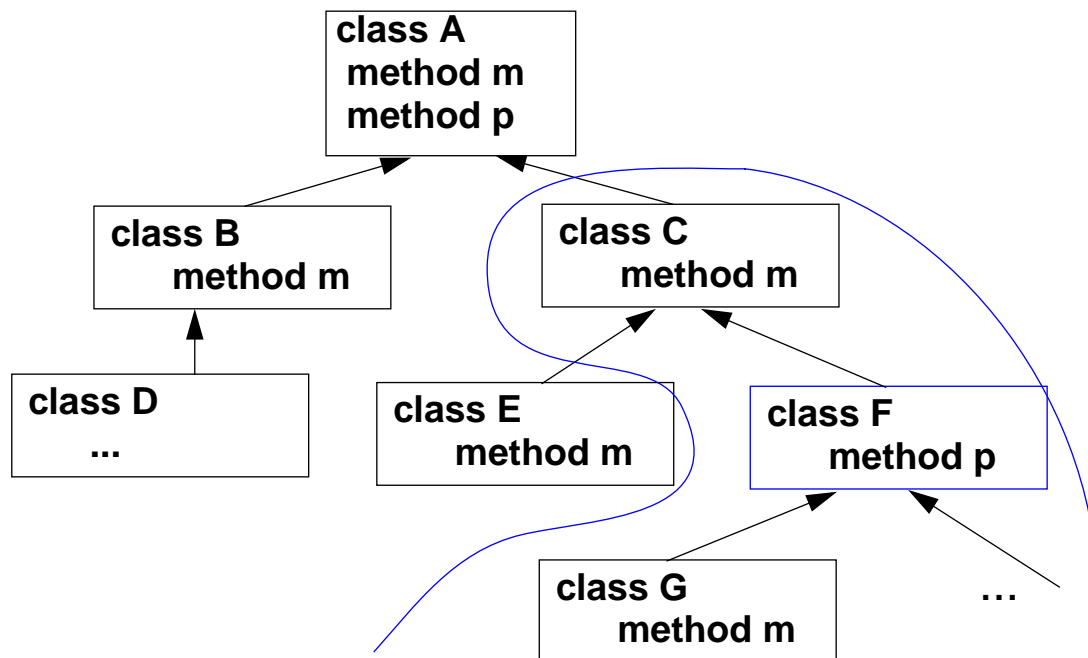 class A
method m
method p
class B
method m
class C
method m
class D
...
class E
method m
class F
method p
class G
method m
...